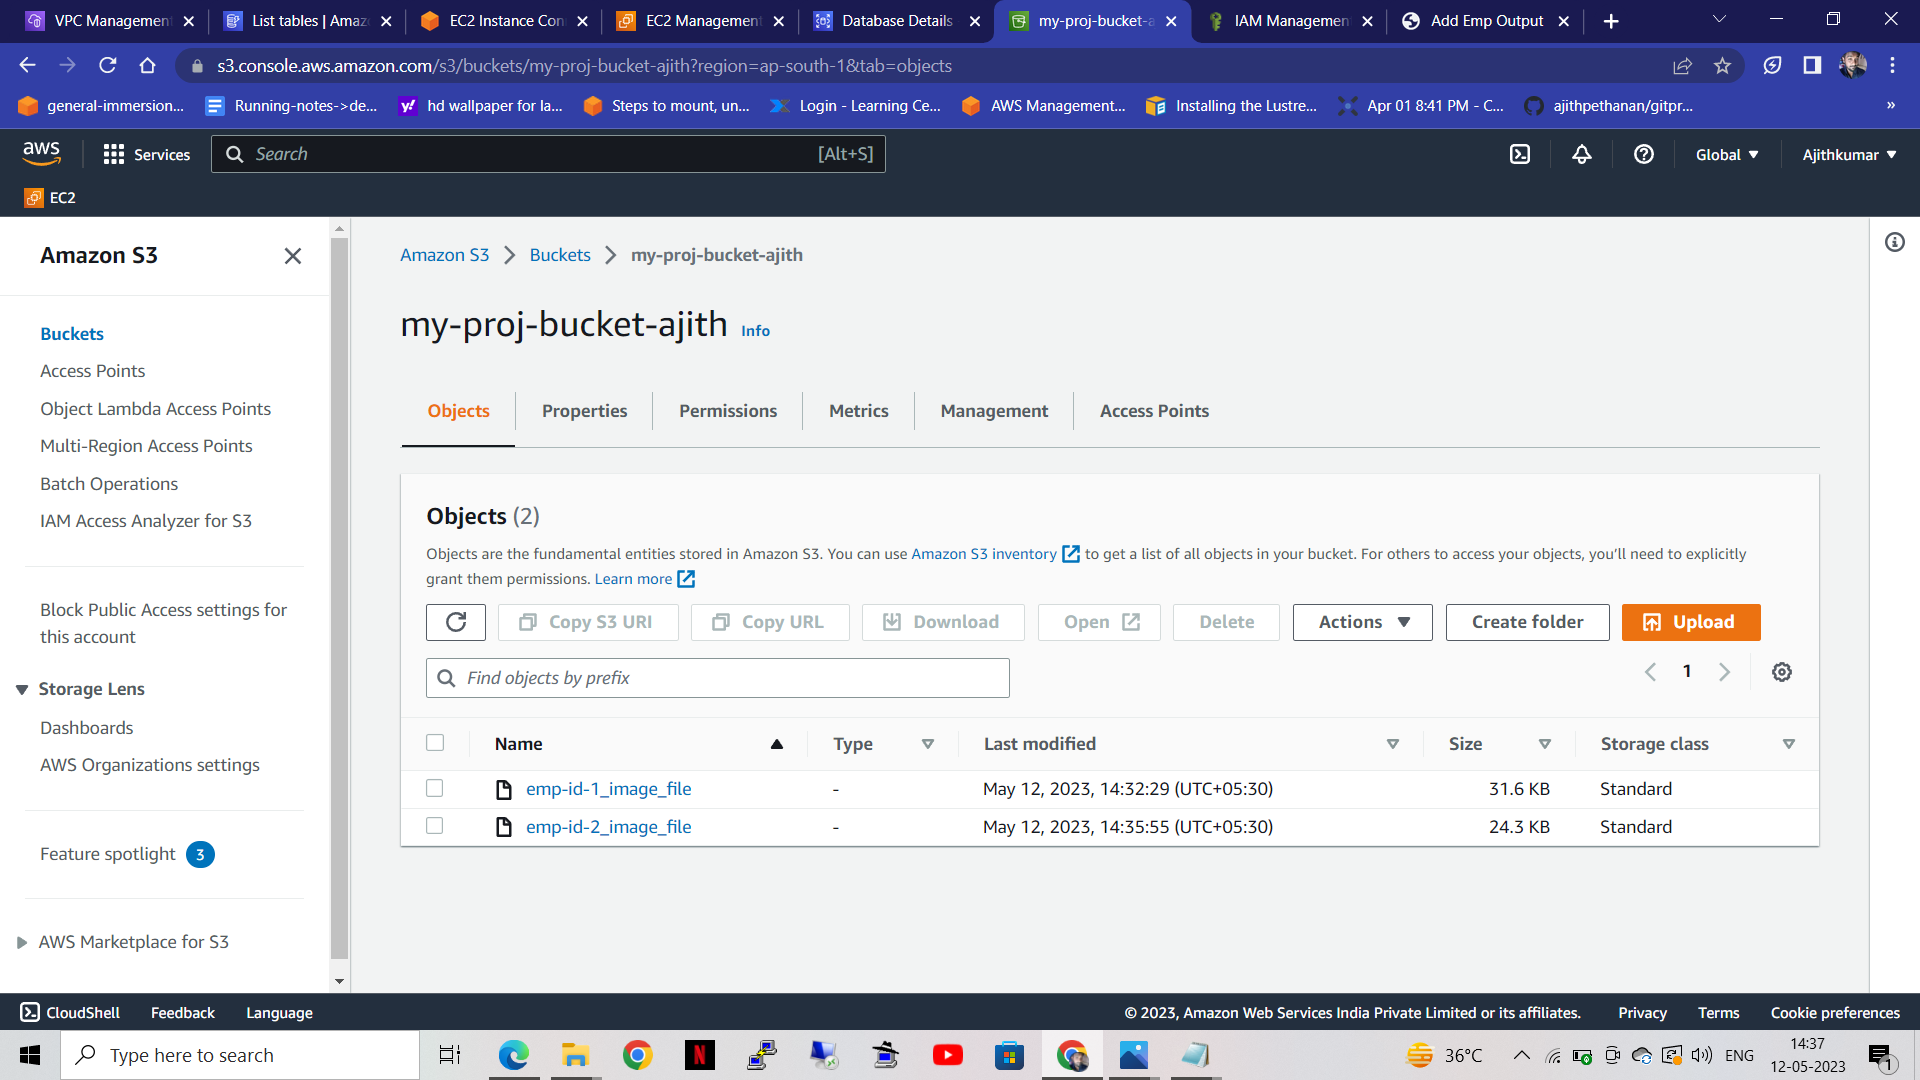 VPC Management
List tables | Amaz
EC2 Instance Con
EC2 Management
Database Details
my-proj-bucket-a
IAM Managemen
Add Emp Output
s3.console.aws.amazon.com/s3/buckets/my-proj-bucket-ajith?region=ap-south-1&tab=objects
general-immersion...
Running-notes->de...
hd wallpaper for la...
Steps to mount, un...
Login - Learning Ce...
AWS Management...
Installing the Lustre...
Apr 01 8:41 PM - C...
ajithpethanan/gitpr...
»
aws
Services
Search
[Alt+S]
Global
Ajithkumar
EC2
Amazon S3
Buckets
Access Points
Object Lambda Access Points
Multi-Region Access Points
Batch Operations
IAM Access Analyzer for S3
Block Public Access settings for
this account
Storage Lens
Dashboards
AWS Organizations settings
Feature spotlight 3
AWS Marketplace for S3
Amazon S3 > Buckets > my-proj-bucket-ajith
my-proj-bucket-ajith Info
Objects
Properties
Permissions
Metrics
Management
Access Points
Objects (2)
Objects are the fundamental entities stored in Amazon S3. You can use Amazon S3 inventory to get a list of all objects in your bucket. For others to access your objects, you'll need to explicitly
grant them permissions. Learn more
Copy S3 URI
Copy URL
Download
Open
Delete
Actions
Create folder
Upload
Find objects by prefix
1
Name Type Last modified Size Storage class
emp-id-1_image_file - May 12, 2023, 14:32:29 (UTC+05:30) 31.6 KB Standard
emp-id-2_image_file - May 12, 2023, 14:35:55 (UTC+05:30) 24.3 KB Standard
CloudShell
Feedback
Language
© 2023, Amazon Web Services India Private Limited or its affiliates.
Privacy
Terms
Cookie preferences
Type here to search
36°C
ENG
14:37
12-05-2023
1